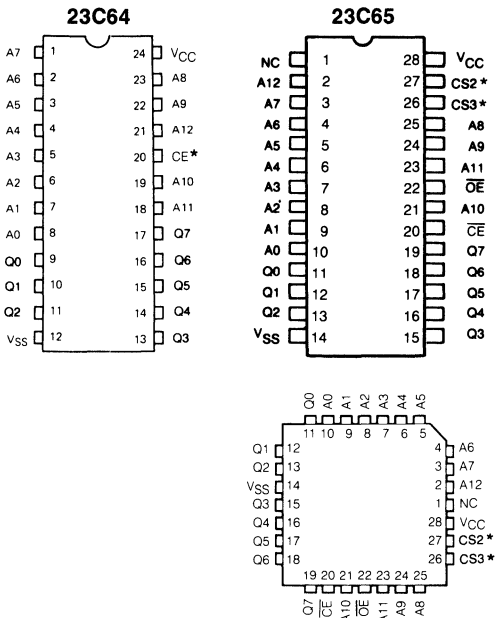 23C64
A7 1 24 VCC
A6 2 23 A8
A5 3 22 A9
A4 4 21 A12
A3 5 20 CE*
A2 6 19 A10
A1 7 18 A11
A0 8 17 Q7
Q0 9 16 Q6
Q1 10 15 Q5
Q2 11 14 Q4
VSS 12 13 Q3
23C65
NC 1 28 VCC
A12 2 27 CS2*
A7 3 26 CS3*
A6 4 25 A8
A5 5 24 A9
A4 6 23 A11
A3 7 22 O̅E̅
A2 8 21 A10
A1 9 20 C̅E̅
A0 10 19 Q7
Q0 11 18 Q6
Q1 12 17 Q5
Q2 13 16 Q4
VSS 14 15 Q3
Q0 A0 A1 A2 A3 A4 A5
11 10 9 8 7 6 5
Q1 12 4 A6
Q2 13 3 A7
VSS 14 2 A12
Q3 15 1 NC
Q4 16 28 VCC
Q5 17 27 CS2*
Q6 18 26 CS3*
19 20 21 22 23 24 25
Q7 C̅E̅ A10 O̅E̅ A11 A9 A8